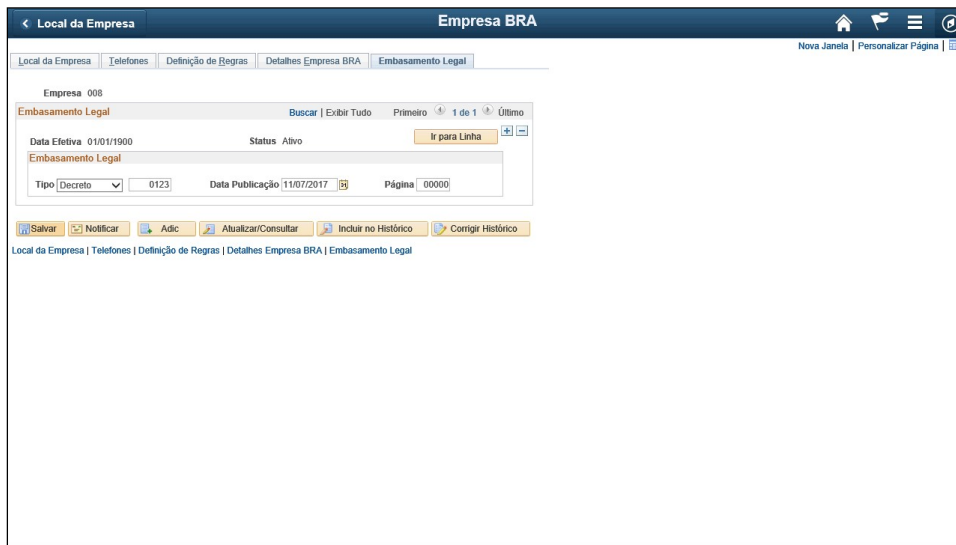 Local da Empresa
Empresa BRA
Nova Janela | Personalizar Página |
Local da Empresa Telefones Definição de Regras Detalhes Empresa BRA Embasamento Legal
Empresa 008
Embasamento Legal Buscar | Exibir Tudo Primeiro 1 de 1 Último
Data Efetiva 01/01/1900 Status Ativo Ir para Linha + -
Embasamento Legal
Tipo Decreto 0123 Data Publicação 11/07/2017 31 Página 00000
Salvar Notificar Adic Atualizar/Consultar Incluir no Histórico Corrigir Histórico
Local da Empresa | Telefones | Definição de Regras | Detalhes Empresa BRA | Embasamento Legal